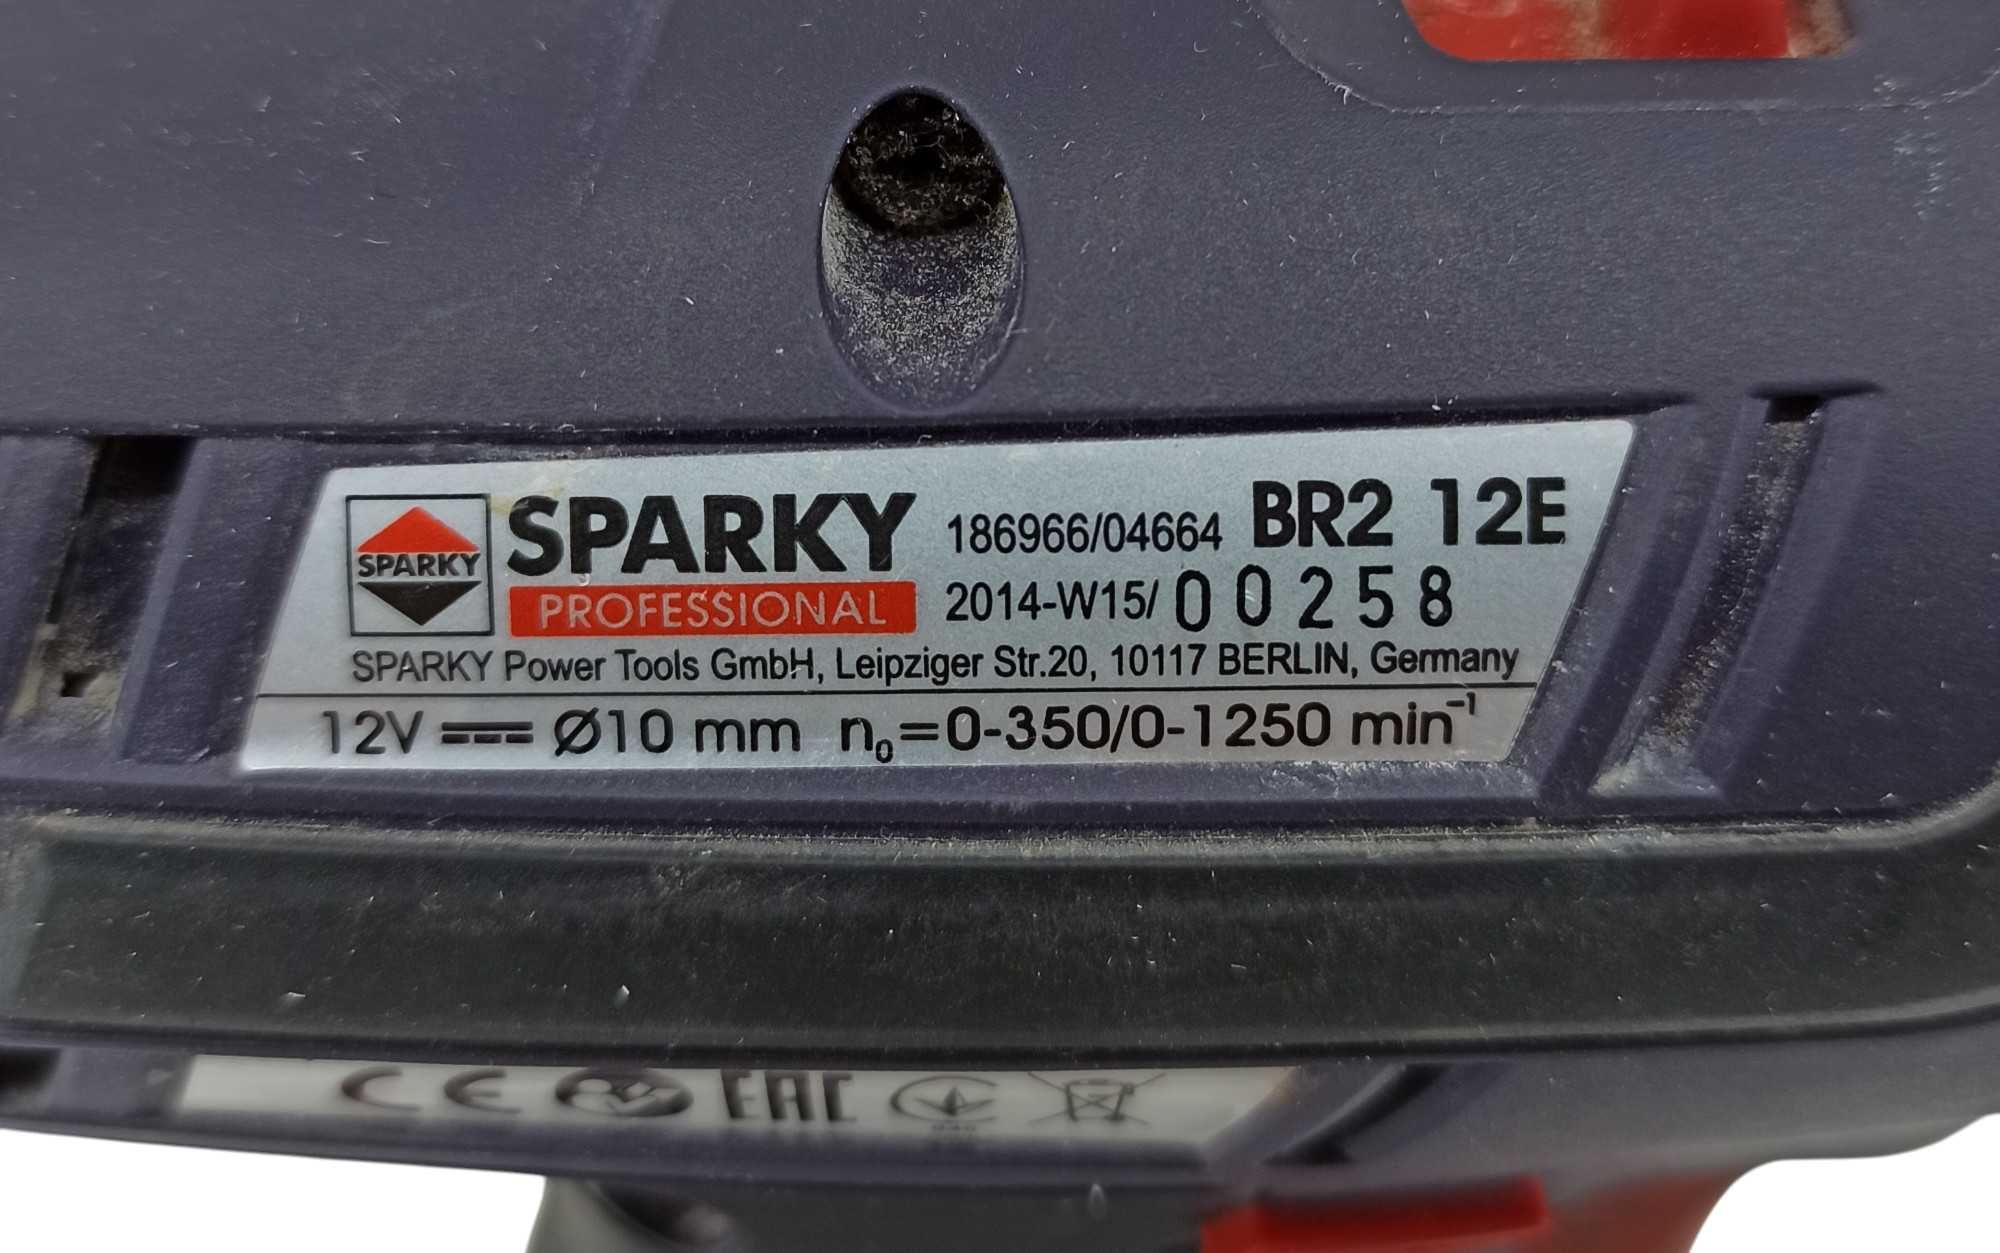 SPARKY
SPARKY 186966/04664 BR2 12E
PROFESSIONAL 2014-W15/ 00258
SPARKY Power Tools GmbH, Leipziger Str.20, 10117 BERLIN, Germany
12V Ø10 mm n₀=0-350/0-1250 min⁻¹
CE EAC